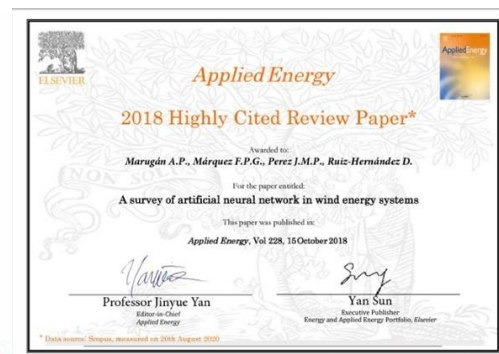 ELSEVIER
Applied Energy
AppliedEnergy
2018 Highly Cited Review Paper*
Awarded to:
Marugán A.P., Márquez F.P.G., Perez J.M.P., Ruiz-Hernández D.
NON
For the paper entitled:
A survey of artificial neural network in wind energy systems
This paper was published in:
Applied Energy, Vol 228, 15 October 2018
Professor Jinyue Yan
Editor-in-Chief
Applied Energy
Yan Sun
Executive Publisher
Energy and Applied Energy Portfolio, Elsevier
* Data source: Scopus, measured on 26th August 2020